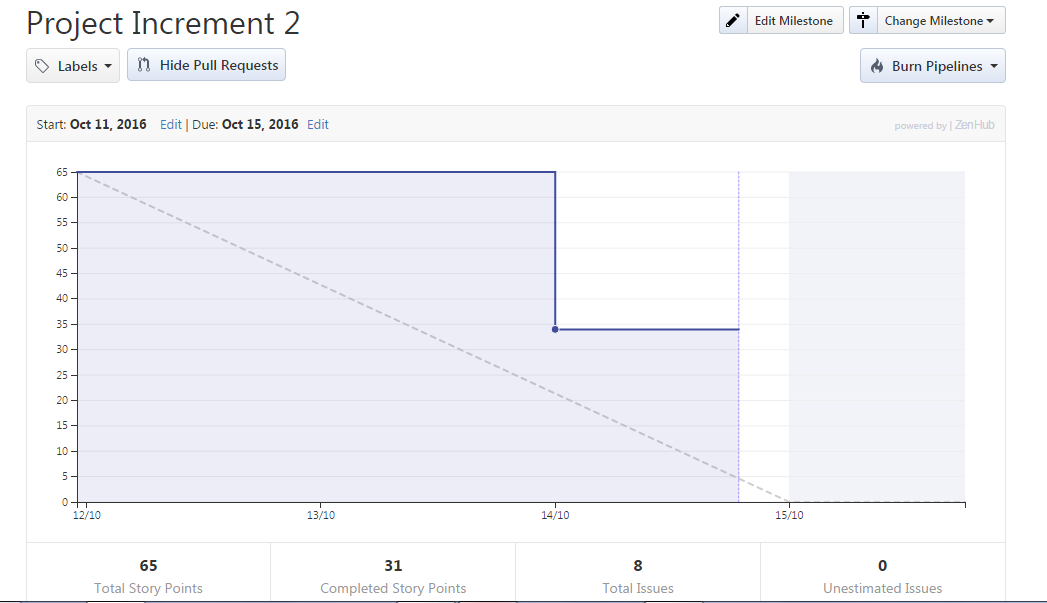 Project Increment 2
Edit Milestone
Change Milestone
Labels
Hide Pull Requests
Burn Pipelines
Start: Oct 11, 2016 Edit | Due: Oct 15, 2016 Edit
powered by | ZenHub
65
60
55
50
45
40
35
30
25
20
15
10
5
0
12/10 13/10 14/10 15/10
65 31 8 0
Total Story Points Completed Story Points Total Issues Unestimated Issues